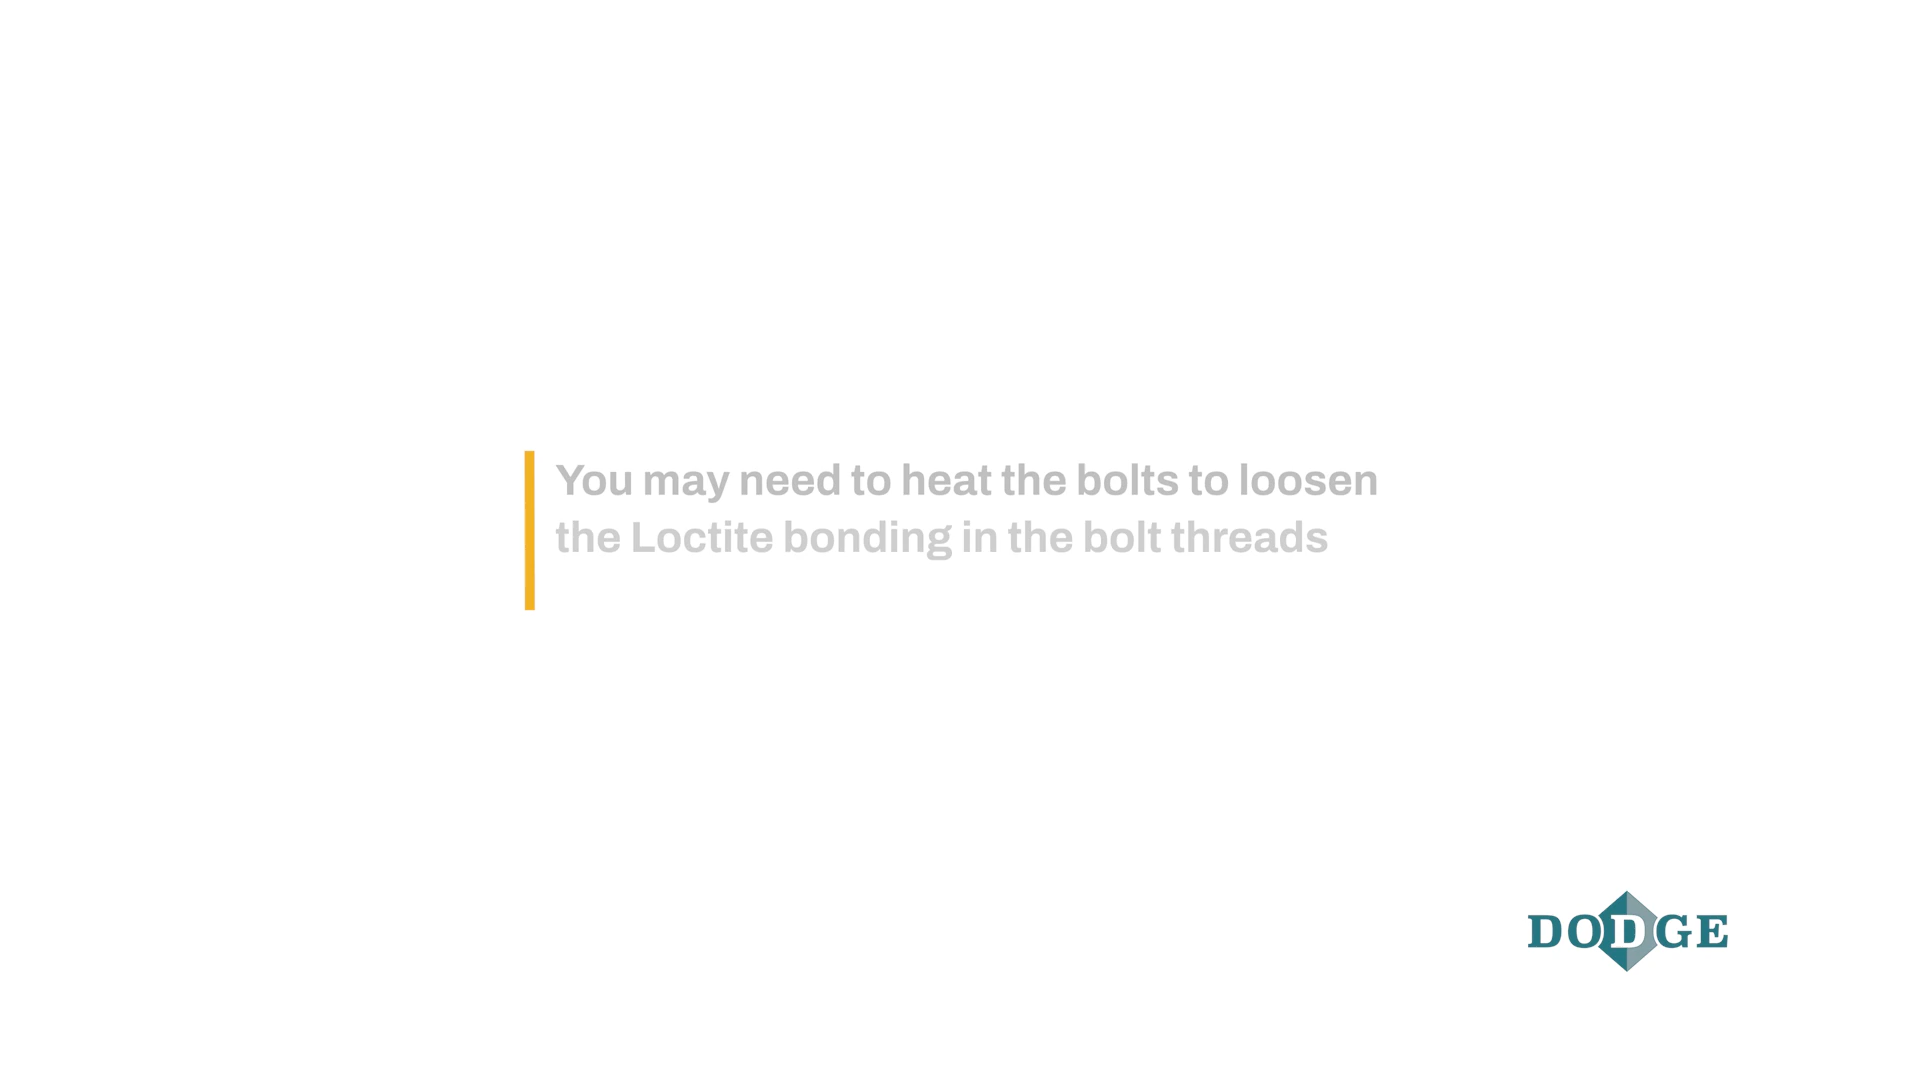 You may need to heat the bolts to loosen
the Loctite bonding in the bolt threads
DODGE